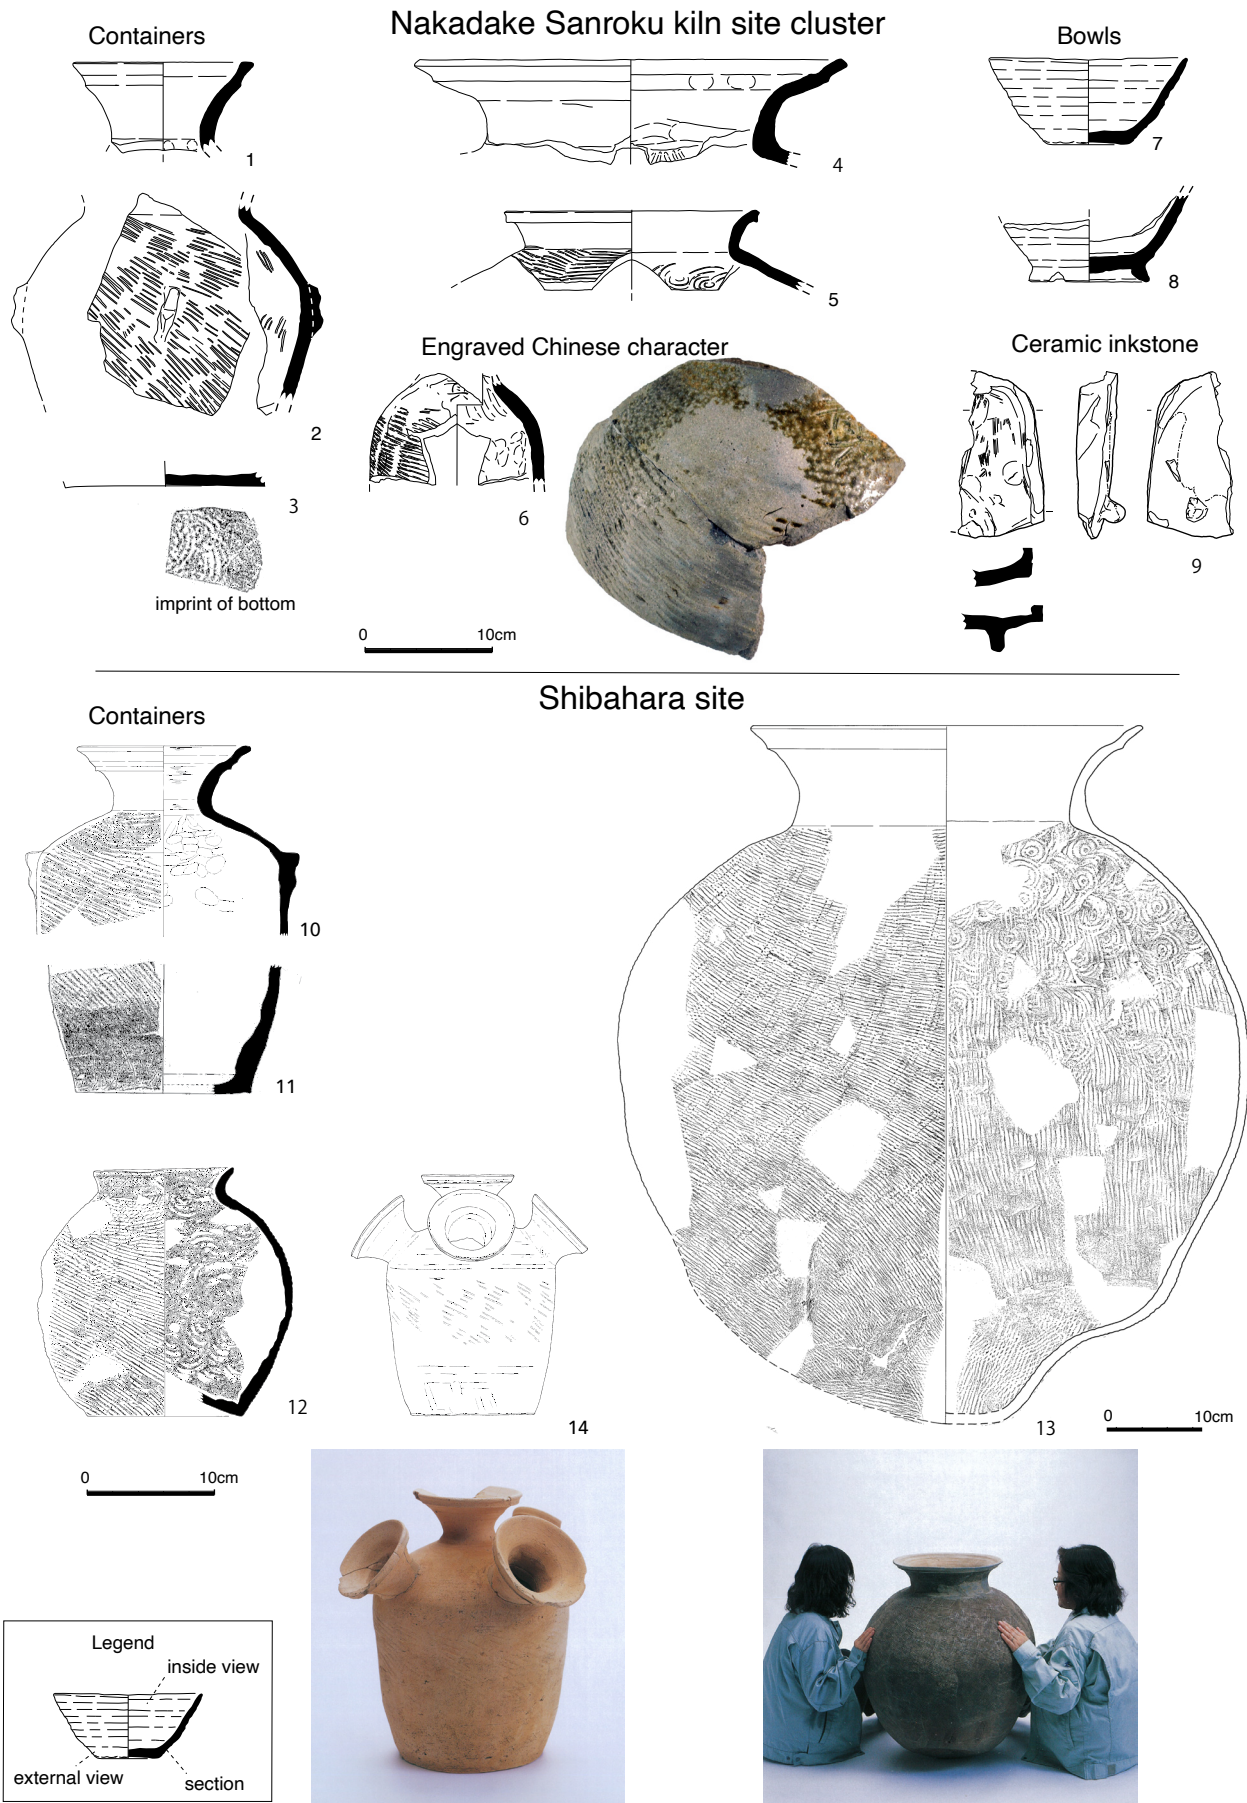 Nakadake Sanroku kiln site cluster
Containers
Bowls
1
4
7
2
5
8
Engraved Chinese character
Ceramic inkstone
3
6
9
imprint of bottom
0 10cm
Shibahara site
Containers
10
11
12
14
13
0 10cm
0 10cm
Legend
inside view
external view
section